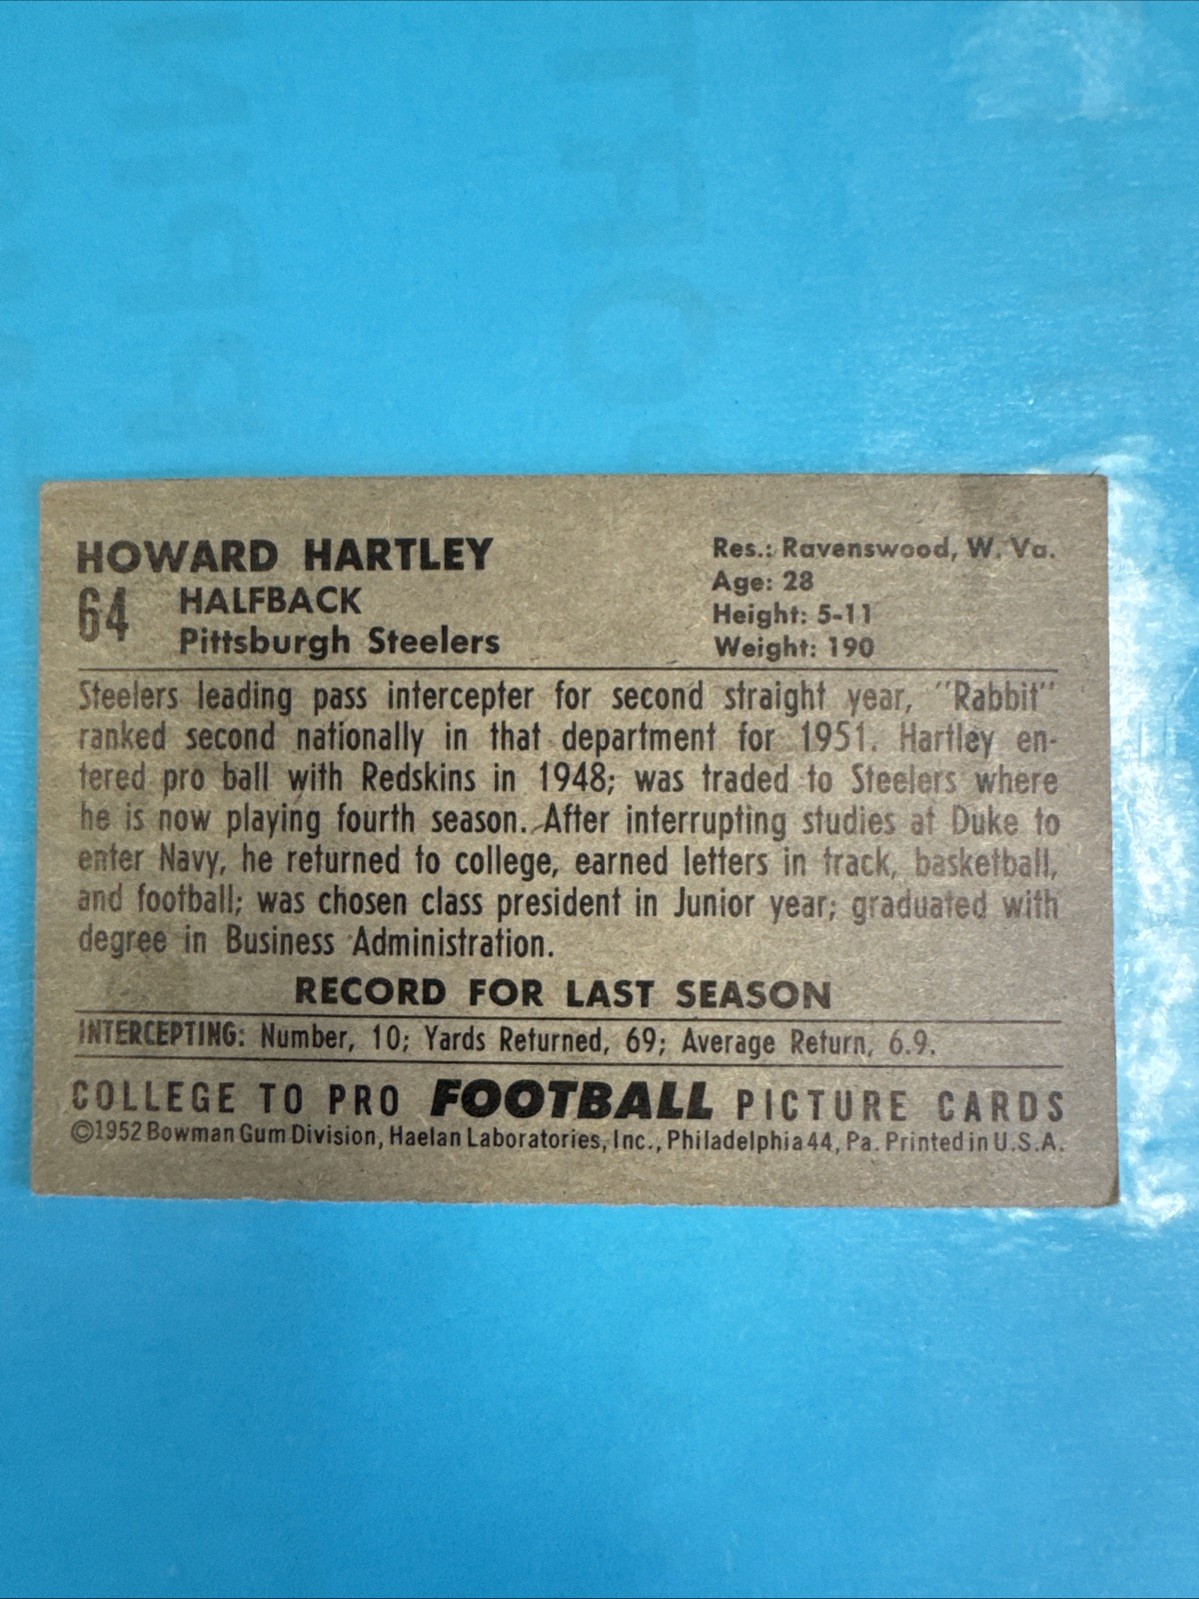 HOWARD HARTLEY
64 HALFBACK
Pittsburgh Steelers
Res.: Ravenswood, W. Va.
Age: 28
Height: 5-11
Weight: 190
Steelers leading pass intercepter for second straight year, "Rabbit"
ranked second nationally in that department for 1951. Hartley en-
tered pro ball with Redskins in 1948; was traded to Steelers where
he is now playing fourth season. After interrupting studies at Duke to
enter Navy, he returned to college, earned letters in track, basketball,
and football; was chosen class president in Junior year; graduated with
degree in Business Administration.
RECORD FOR LAST SEASON
INTERCEPTING: Number, 10; Yards Returned, 69; Average Return, 6.9.
COLLEGE TO PRO FOOTBALL PICTURE CARDS
©1952 Bowman Gum Division, Haelan Laboratories, Inc., Philadelphia 44, Pa. Printed in U.S.A.